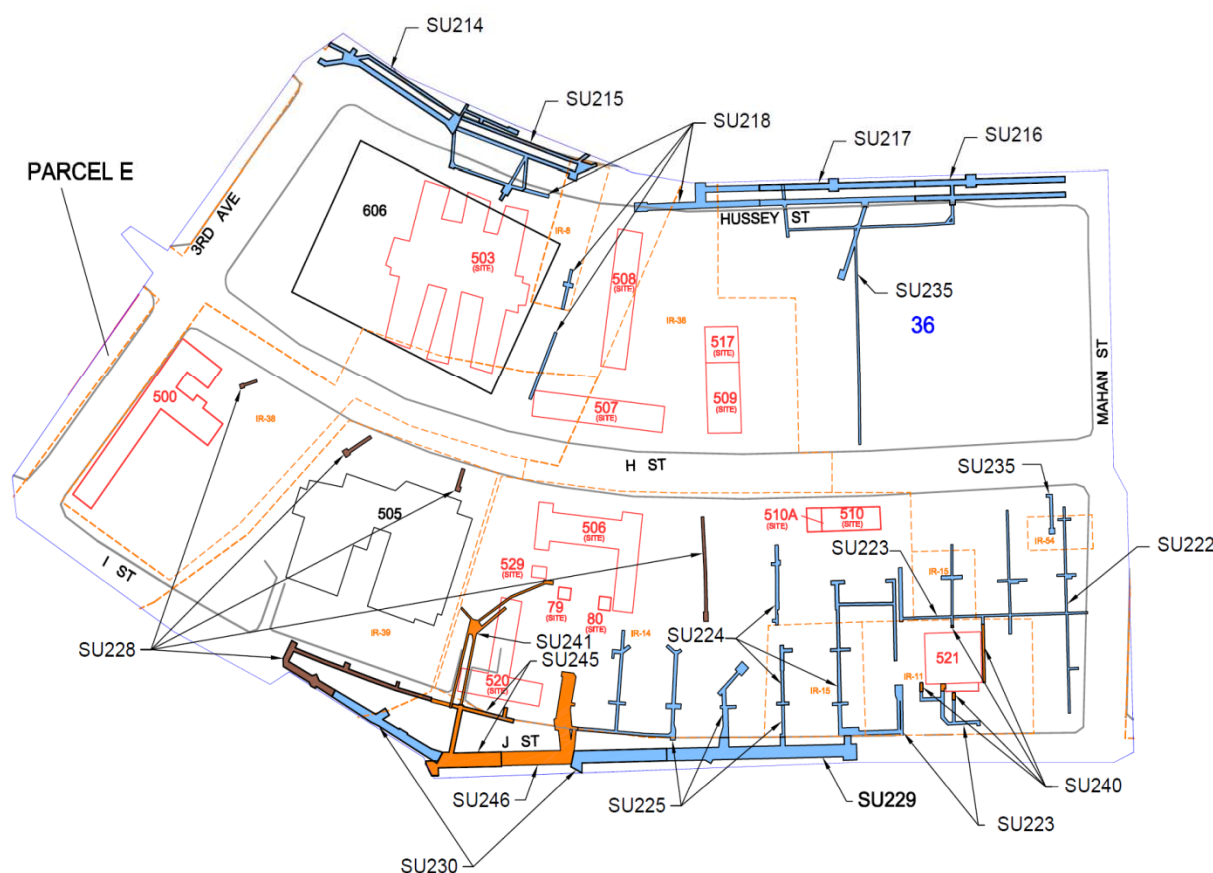 SU214
SU215
SU218
SU217
SU216
PARCEL E
3RD AVE
606
HUSSEY ST
IR-6
503
(SITE)
508
(SITE)
SU235
IR-38
36
517
(SITE)
MAHAN ST
500
509
(SITE)
507
(SITE)
IR-38
H ST
SU235
505
510A
(SITE)
510
(SITE)
506
(SITE)
IR-54
SU223
SU222
529
(SITE)
IR-15
I ST
79
(SITE)
80
(SITE)
IR-39
IR-14
SU228
SU241
SU224
521
SU245
520
(SITE)
IR-11
IR-15
J ST
SU240
SU246
SU225
SU229
SU223
SU230